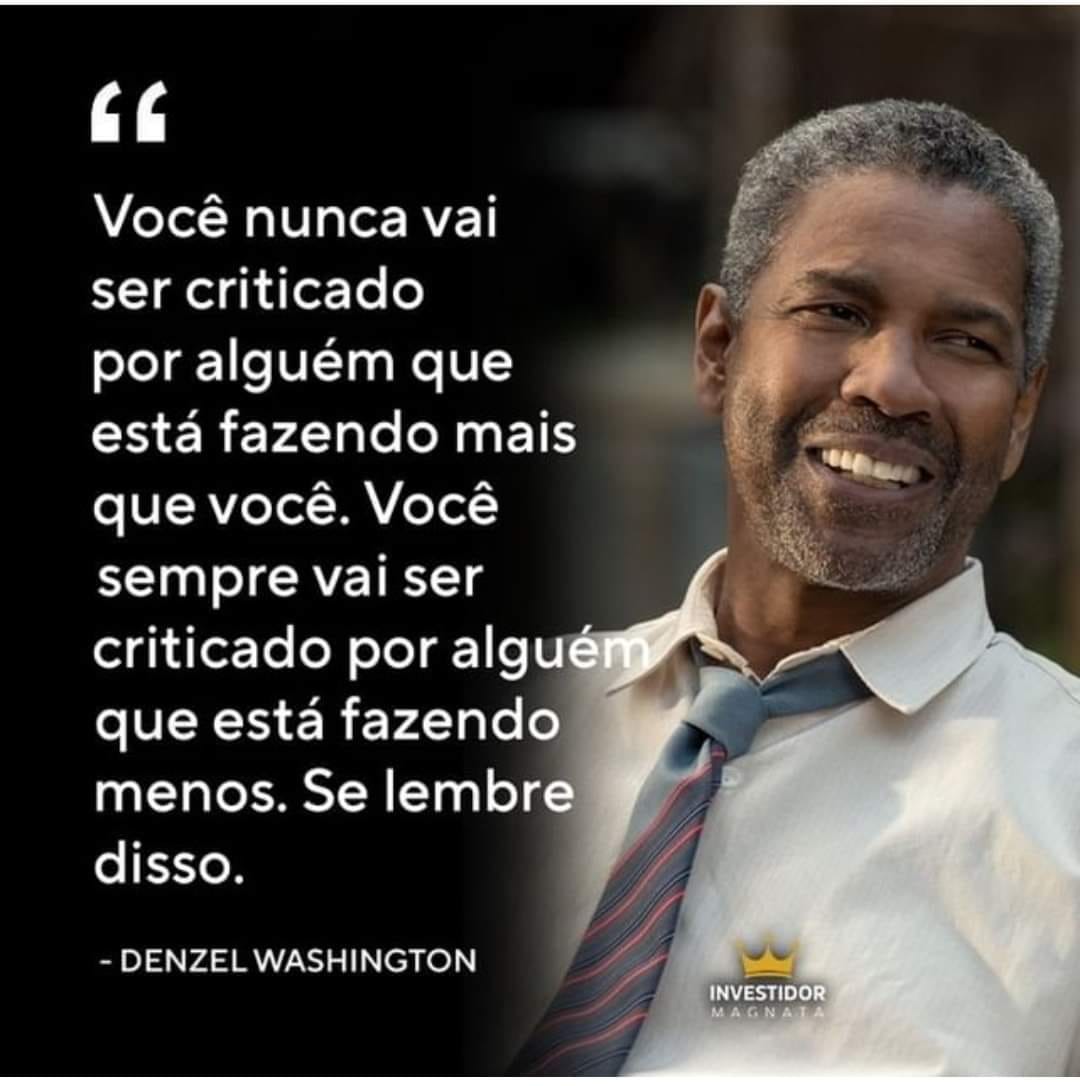 “
Você nunca vai
ser criticado
por alguém que
está fazendo mais
que você. Você
sempre vai ser
criticado por alguém
que está fazendo
menos. Se lembre
disso.
- DENZEL WASHINGTON
INVESTIDOR
MAGNATA